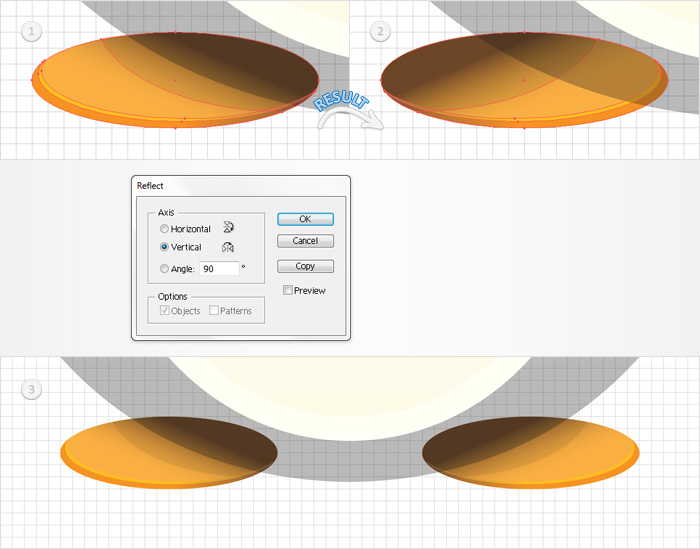 1
2
RESULT
Reflect
Axis
Horizontal
Vertical
Angle: 90 °
Options
Objects Patterns
OK
Cancel
Copy
Preview
3